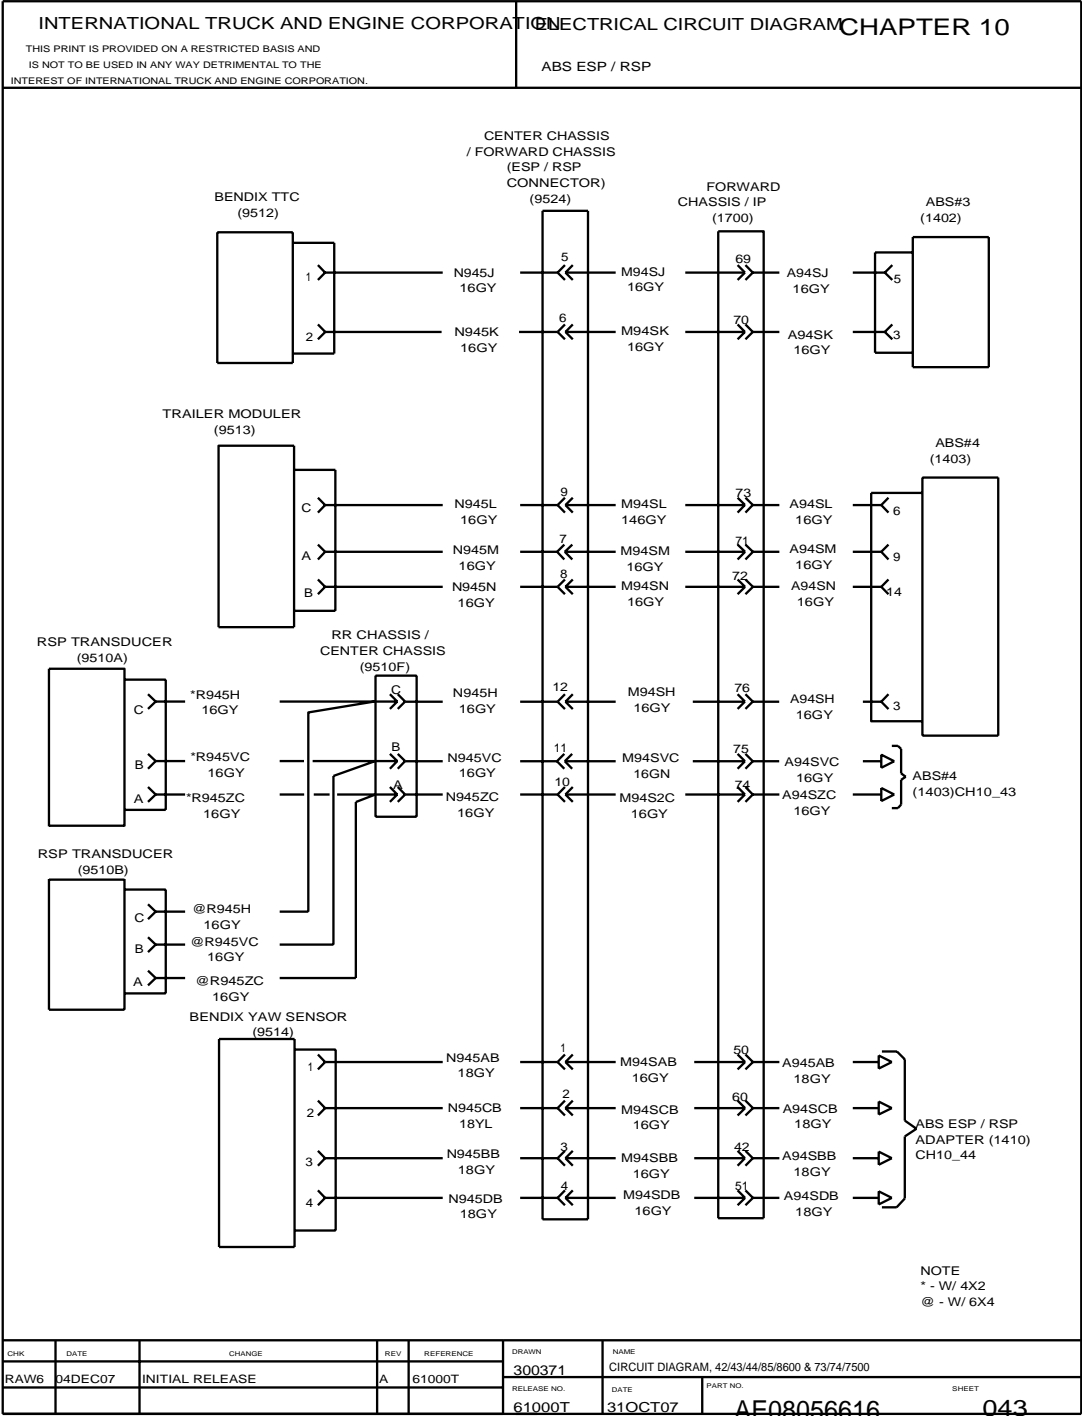 INTERNATIONAL TRUCK AND ENGINE CORPORATION
THIS PRINT IS PROVIDED ON A RESTRICTED BASIS AND
IS NOT TO BE USED IN ANY WAY DETRIMENTAL TO THE
INTEREST OF INTERNATIONAL TRUCK AND ENGINE CORPORATION.
ELECTRICAL CIRCUIT DIAGRAM
CHAPTER 10
ABS ESP / RSP
CENTER CHASSIS
/ FORWARD CHASSIS
(ESP / RSP
CONNECTOR)
(9524)
FORWARD
CHASSIS / IP
(1700)
BENDIX TTC
(9512)
ABS#3
(1402)
1 N945J 5 M94SJ 69 A94SJ 5
16GY 16GY 16GY
2 N945K 6 M94SK 70 A94SK 3
16GY 16GY 16GY
TRAILER MODULER
(9513)
ABS#4
(1403)
C N945L 9 M94SL 73 A94SL 6
16GY 146GY 16GY
A N945M 7 M94SM 71 A94SM 9
16GY 16GY 16GY
B N945N 8 M94SN 72 A94SN 14
16GY 16GY 16GY
RSP TRANSDUCER
(9510A)
RR CHASSIS /
CENTER CHASSIS
(9510F)
C *R945H C N945H 12 M94SH 76 A94SH 3
16GY 16GY 16GY 16GY
B *R945VC B N945VC 11 M94SVC 75 A94SVC
16GY 16GY 16GN 16GY
A *R945ZC A N945ZC 10 M94S2C 74 A94SZC
16GY 16GY 16GY 16GY
ABS#4
(1403)CH10_43
RSP TRANSDUCER
(9510B)
C @R945H
16GY
B @R945VC
16GY
A @R945ZC
16GY
BENDIX YAW SENSOR
(9514)
1 N945AB 1 M94SAB 50 A945AB
18GY 16GY 18GY
2 N945CB 2 M94SCB 60 A94SCB
18YL 16GY 18GY
3 N945BB 3 M94SBB 42 A94SBB
18GY 16GY 18GY
4 N945DB 4 M94SDB 51 A94SDB
18GY 16GY 18GY
ABS ESP / RSP
ADAPTER (1410)
CH10_44
NOTE
* - W/ 4X2
@ - W/ 6X4
CHK DATE CHANGE REV REFERENCE
RAW6 04DEC07 INITIAL RELEASE A 61000T
DRAWN
300371
NAME
CIRCUIT DIAGRAM, 42/43/44/85/8600 & 73/74/7500
RELEASE NO.
61000T
DATE
31OCT07
PART NO.
AE08056616
SHEET
043